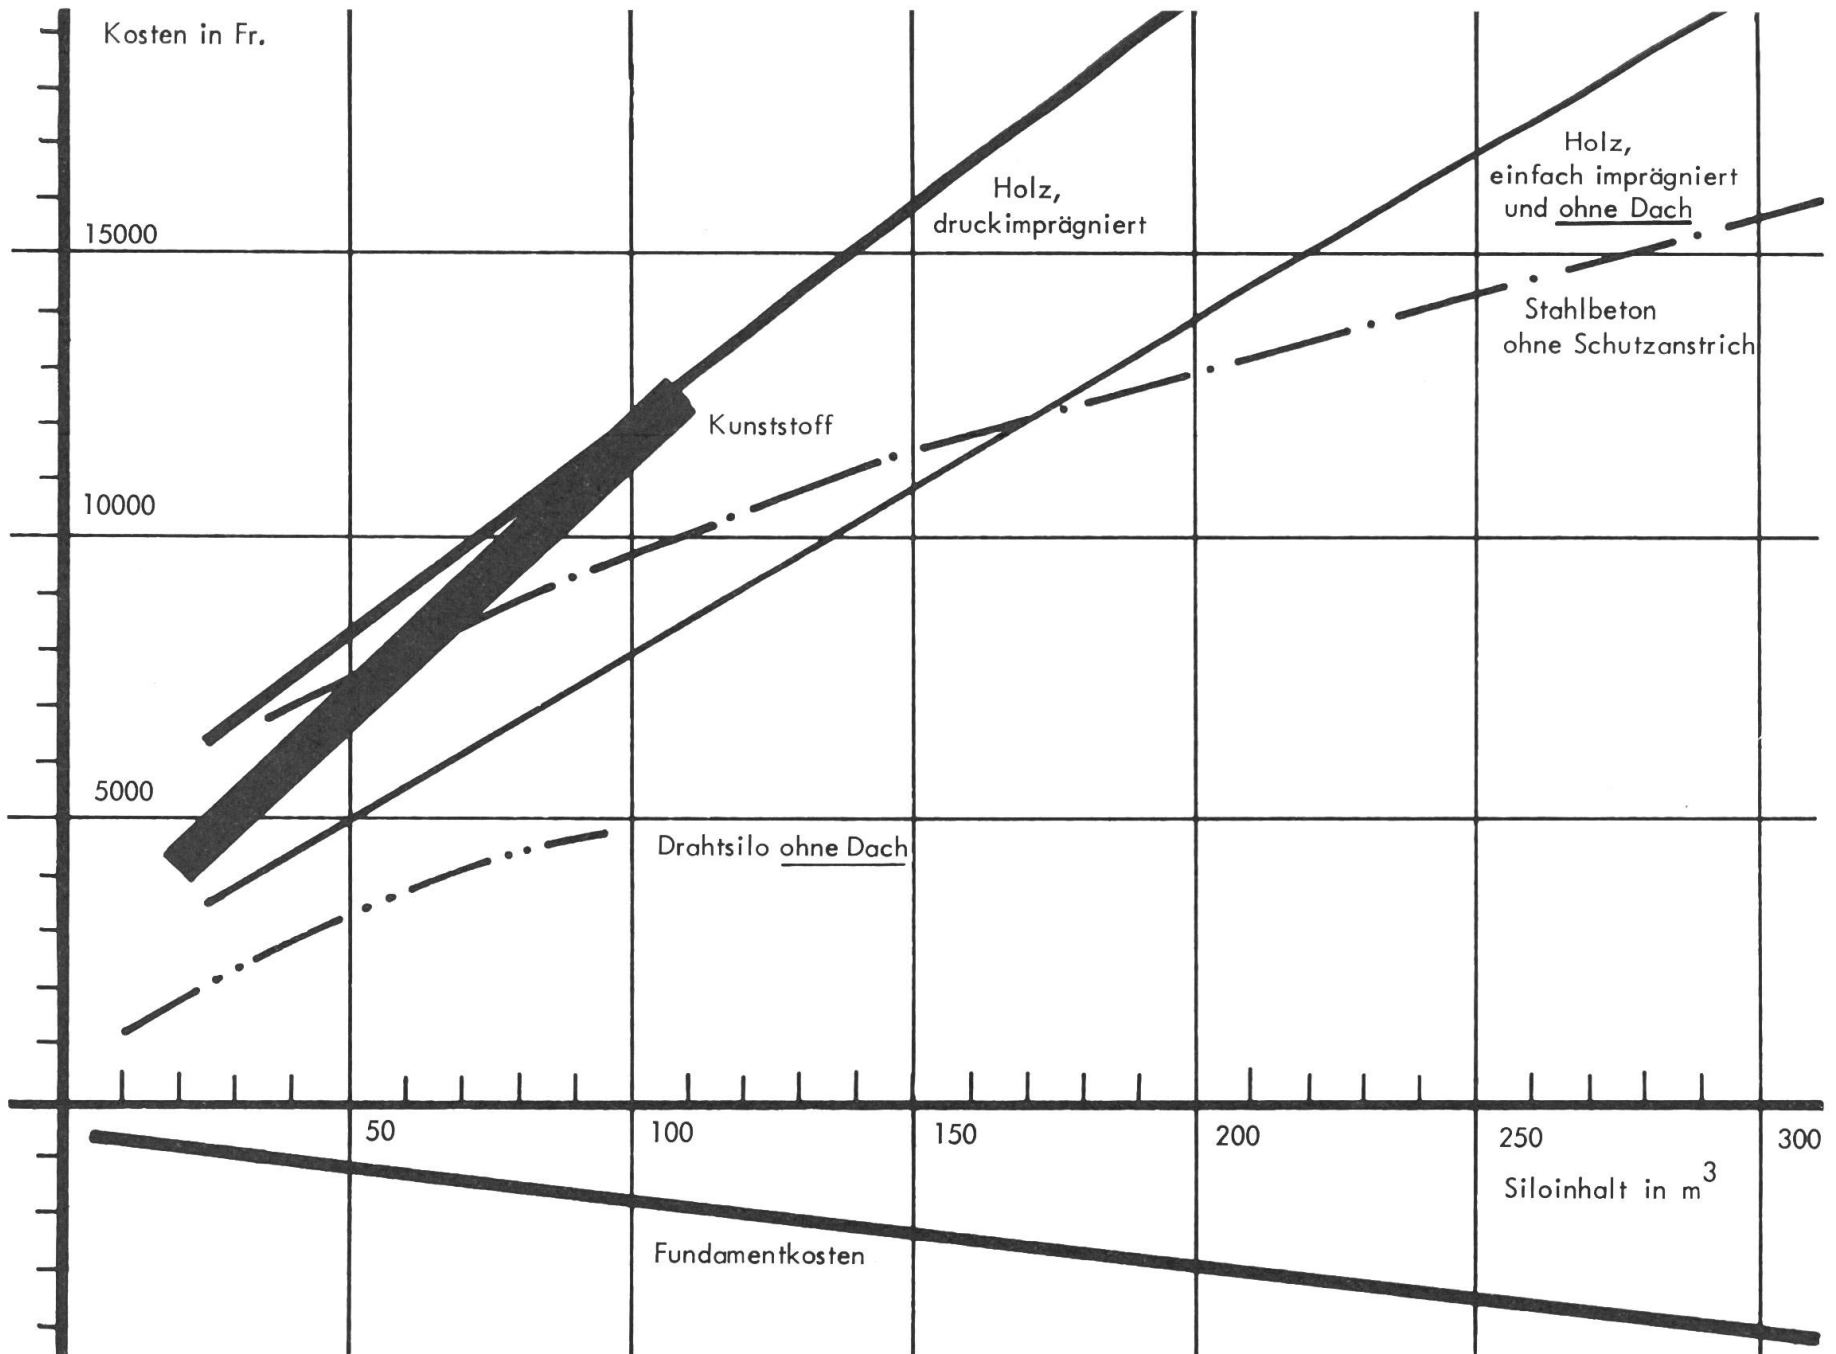 Kosten in Fr.
Holz,
einfach imprägniert
und ohne Dach
Holz,
druckimprägniert
15000
Stahlbeton
ohne Schutzanstrich
Kunststoff
10000
5000
Drahtsilo ohne Dach
50 100 150 200 250 300
Siloinhalt in m³
Fundamentkosten